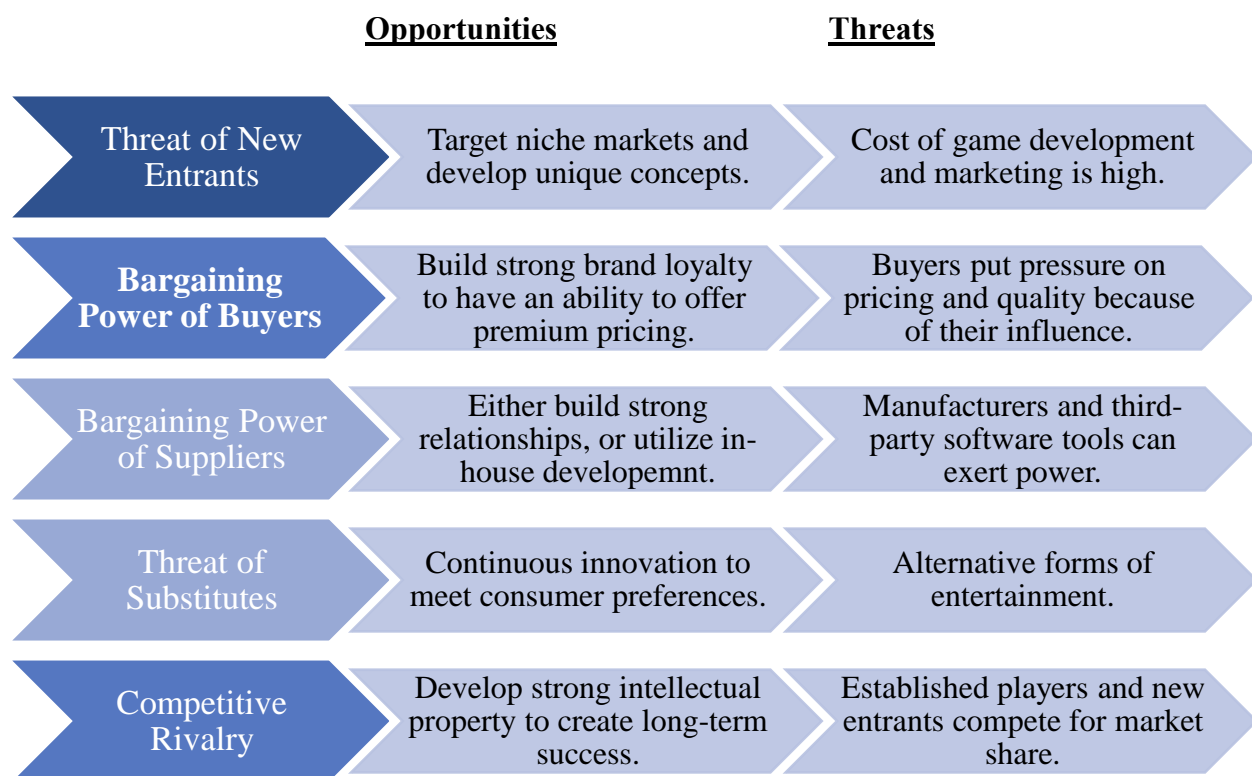 Opportunities
Threats
Threat of New
Entrants
Target niche markets and
develop unique concepts.
Cost of game development
and marketing is high.
Bargaining
Power of Buyers
Build strong brand loyalty
to have an ability to offer
premium pricing.
Buyers put pressure on
pricing and quality because
of their influence.
Bargaining Power
of Suppliers
Either build strong
relationships, or utilize in-
house developemnt.
Manufacturers and third-
party software tools can
exert power.
Threat of
Substitutes
Continuous innovation to
meet consumer preferences.
Alternative forms of
entertainment.
Competitive
Rivalry
Develop strong intellectual
property to create long-term
success.
Established players and new
entrants compete for market
share.